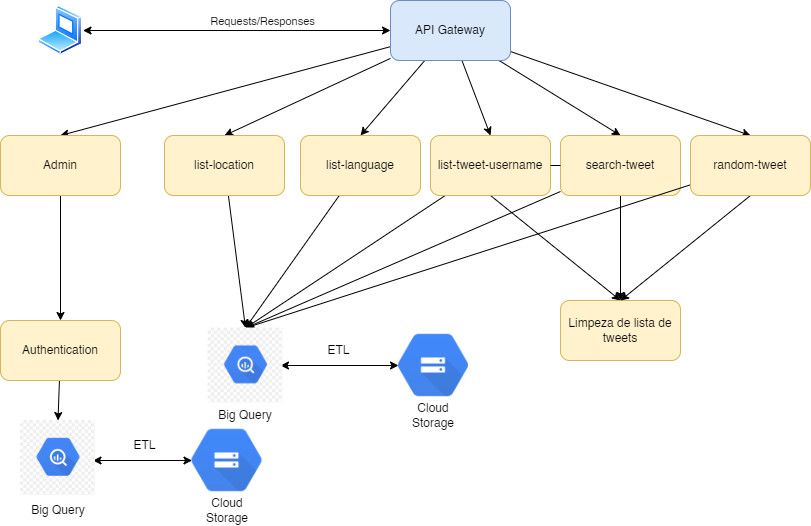 Requests/Responses
API Gateway
Admin
list-location
list-language
list-tweet-username
search-tweet
random-tweet
Authentication
Limpeza de lista de
tweets
ETL
Big Query
Cloud
Storage
ETL
Big Query
Cloud
Storage